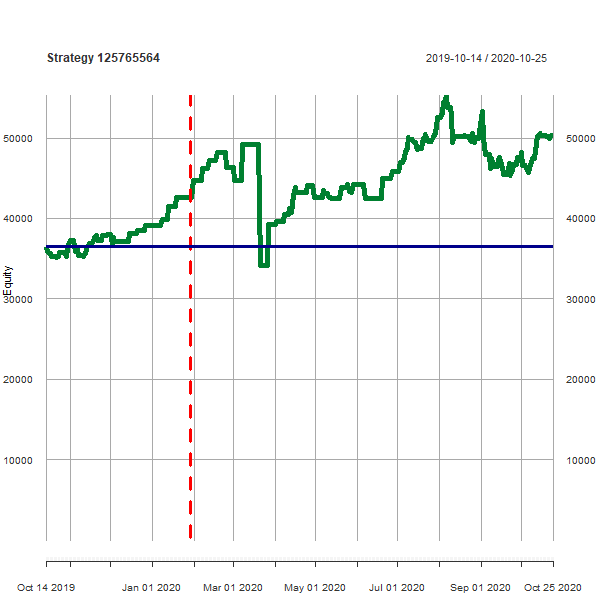 Strategy 125765564
2019-10-14 / 2020-10-25
50000
50000
40000
40000
Equity
30000
30000
20000
20000
10000
10000
Oct 14 2019
Jan 01 2020
Mar 01 2020
May 01 2020
Jul 01 2020
Sep 01 2020
Oct 25 2020